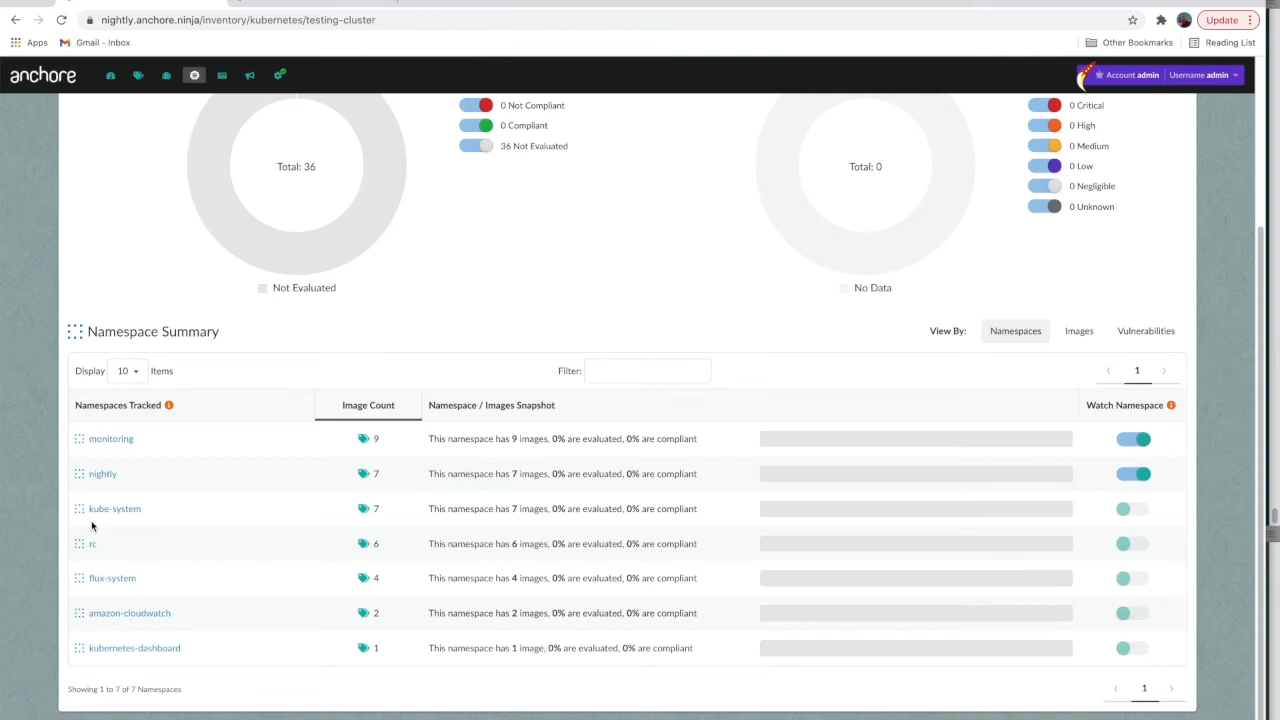 nightly.anchore.ninja/inventory/kubernetes/testing-cluster
Update
Apps
Gmail - Inbox
Other Bookmarks
Reading List
anchore
Account admin
Username admin
0 Not Compliant
0 Compliant
36 Not Evaluated
Total: 36
Not Evaluated
0 Critical
0 High
0 Medium
0 Low
0 Negligible
0 Unknown
Total: 0
No Data
Namespace Summary
View By: Namespaces Images Vulnerabilities
Display 10 Items
Filter:
1
Namespaces Tracked Image Count Namespace / Images Snapshot Watch Namespace
monitoring 9 This namespace has 9 images, 0% are evaluated, 0% are compliant
nightly 7 This namespace has 7 images, 0% are evaluated, 0% are compliant
kube-system 7 This namespace has 7 images, 0% are evaluated, 0% are compliant
rc 6 This namespace has 6 images, 0% are evaluated, 0% are compliant
flux-system 4 This namespace has 4 images, 0% are evaluated, 0% are compliant
amazon-cloudwatch 2 This namespace has 2 images, 0% are evaluated, 0% are compliant
kubernetes-dashboard 1 This namespace has 1 image, 0% are evaluated, 0% are compliant
Showing 1 to 7 of 7 Namespaces
1